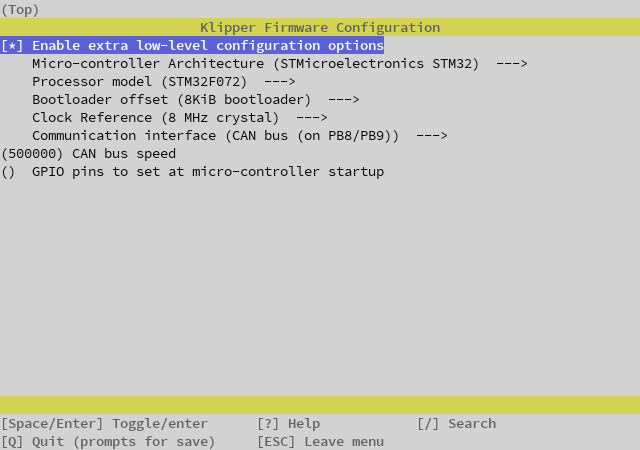 (Top)
Klipper Firmware Configuration
[*] Enable extra low-level configuration options
Micro-controller Architecture (STMicroelectronics STM32)  --->
Processor model (STM32F072)  --->
Bootloader offset (8KiB bootloader)  --->
Clock Reference (8 MHz crystal)  --->
Communication interface (CAN bus (on PB8/PB9))  --->
(500000) CAN bus speed
()  GPIO pins to set at micro-controller startup
[Space/Enter] Toggle/enter      [?] Help            [/] Search
[Q] Quit (prompts for save)     [ESC] Leave menu